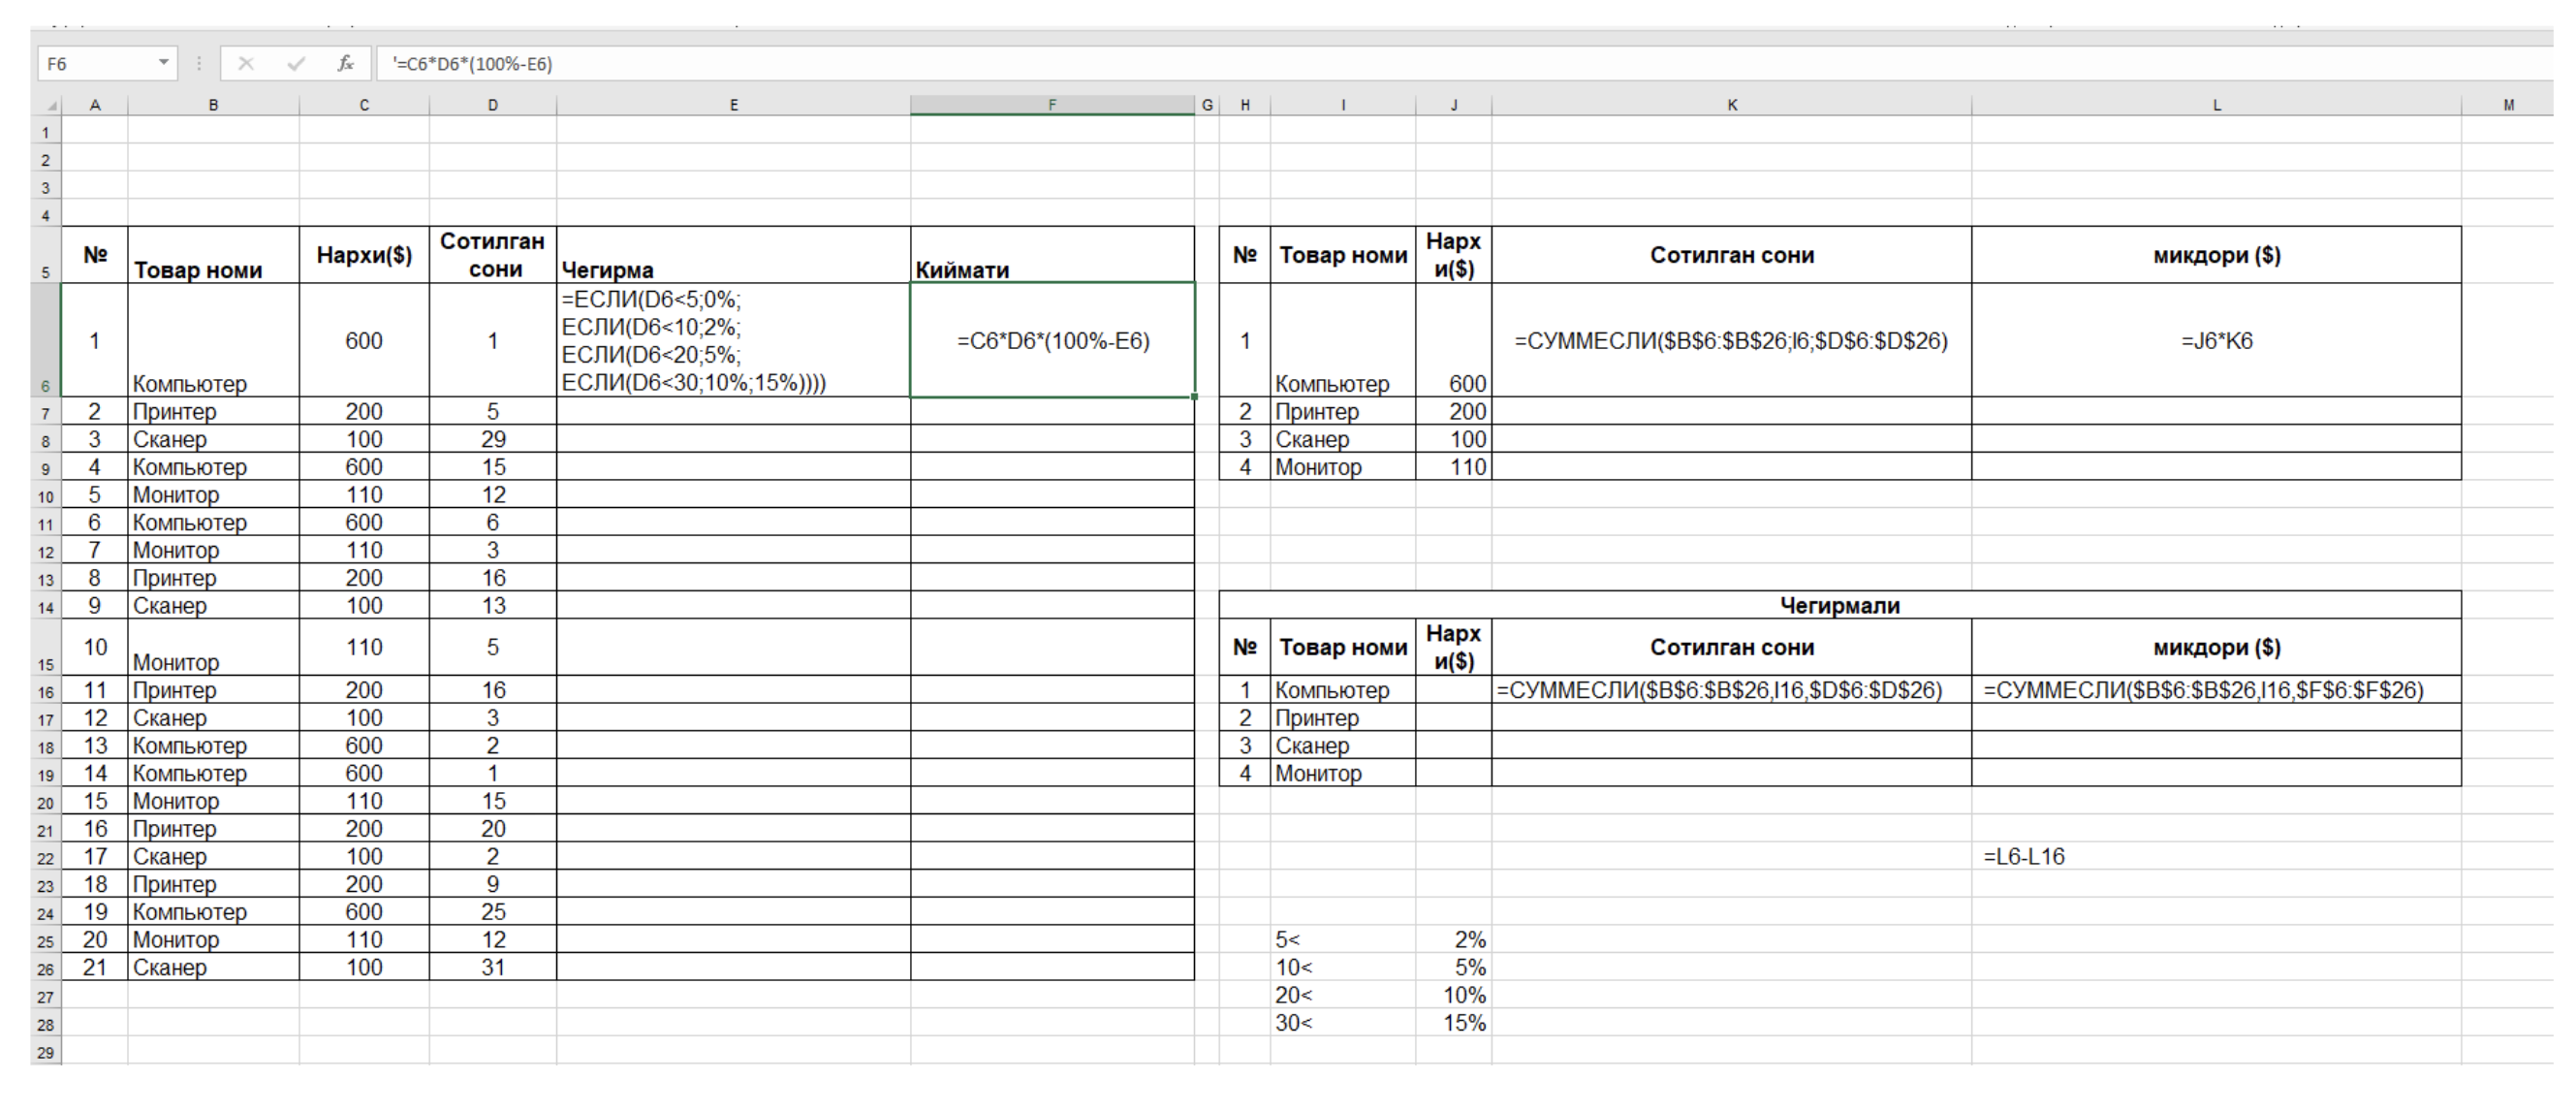 F6 fx '=C6*D6*(100%-E6)
A B C D E F G H I J K L M
1
2
3
4
5 № Товар номи Нархи($) Сотилган сони Чегирма Киймати № Товар номи Нархи($) Сотилган сони микдори ($)
6 1 Компьютер 600 1 =ЕСЛИ(D6<5;0%; ЕСЛИ(D6<10;2%; ЕСЛИ(D6<20;5%; ЕСЛИ(D6<30;10%;15%)))) =C6*D6*(100%-E6) 1 Компьютер 600 =СУММЕСЛИ($B$6:$B$26;I6;$D$6:$D$26) =J6*K6
7 2 Принтер 200 5 2 Принтер 200
8 3 Сканер 100 29 3 Сканер 100
9 4 Компьютер 600 15 4 Монитор 110
10 5 Монитор 110 12
11 6 Компьютер 600 6
12 7 Монитор 110 3
13 8 Принтер 200 16
14 9 Сканер 100 13 Чегирмали
15 10 Монитор 110 5 № Товар номи Нархи($) Сотилган сони микдори ($)
16 11 Принтер 200 16 1 Компьютер =СУММЕСЛИ($B$6:$B$26,I16,$D$6:$D$26) =СУММЕСЛИ($B$6:$B$26,I16,$F$6:$F$26)
17 12 Сканер 100 3 2 Принтер
18 13 Компьютер 600 2 3 Сканер
19 14 Компьютер 600 1 4 Монитор
20 15 Монитор 110 15
21 16 Принтер 200 20
22 17 Сканер 100 2 =L6-L16
23 18 Принтер 200 9
24 19 Компьютер 600 25
25 20 Монитор 110 12 5< 2%
26 21 Сканер 100 31 10< 5%
27 20< 10%
28 30< 15%
29